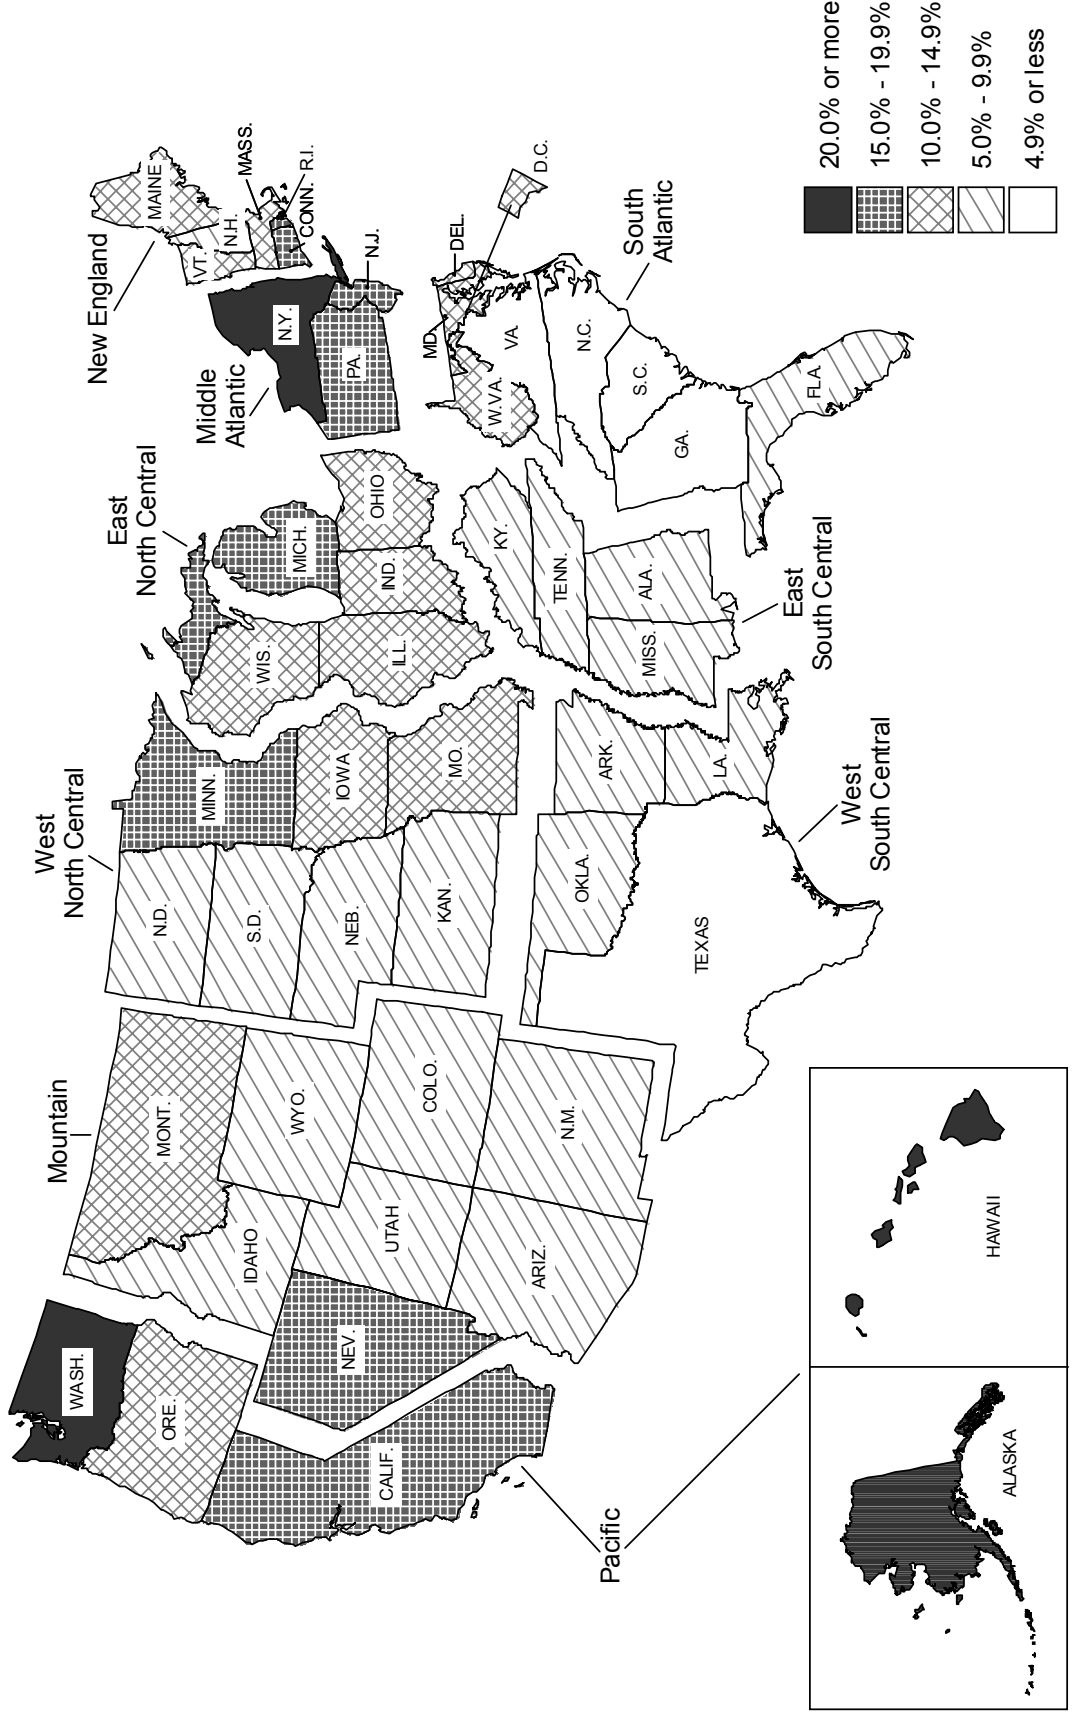 Pacific
Mountain
West
North Central
East
North Central
Middle
Atlantic
New England
South
Atlantic
East
South Central
West
South Central
WASH.
ORE.
CALIF.
NEV.
IDAHO
MONT.
WYO.
UTAH
COLO.
ARIZ.
N.M.
N.D.
S.D.
NEB.
KAN.
MINN.
IOWA
MO.
OKLA.
ARK.
LA.
TEXAS
WIS.
ILL.
MICH.
IND.
OHIO
KY.
TENN.
MISS.
ALA.
N.Y.
PA.
N.J.
MAINE
VT.
N.H.
MASS.
R.I.
CONN.
DEL.
MD.
D.C.
W.VA.
VA.
N.C.
S.C.
GA.
FLA.
ALASKA
HAWAII
20.0% or more
15.0% - 19.9%
10.0% - 14.9%
5.0% - 9.9%
4.9% or less